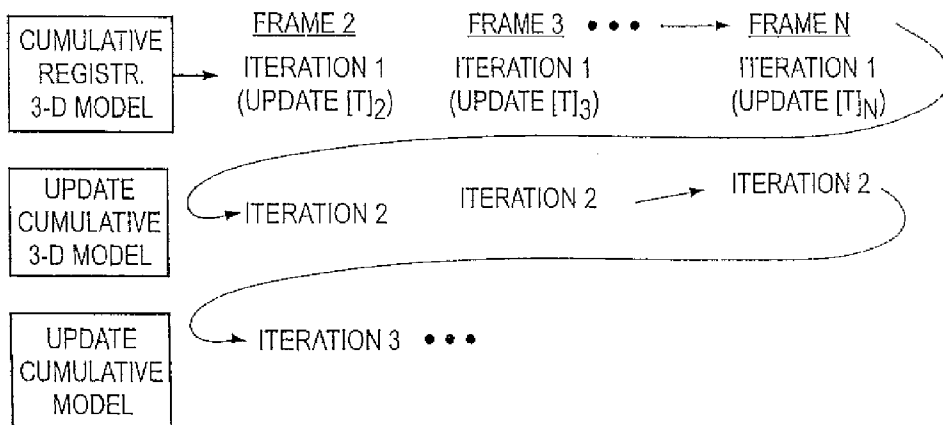 CUMULATIVE
REGISTR.
3-D MODEL
FRAME 2
ITERATION 1
(UPDATE [T]2)
FRAME 3 •••
ITERATION 1
(UPDATE [T]3)
FRAME N
ITERATION 1
(UPDATE [T]N)
UPDATE
CUMULATIVE
3-D MODEL
ITERATION 2
ITERATION 2
ITERATION 2
UPDATE
CUMULATIVE
MODEL
ITERATION 3 •••